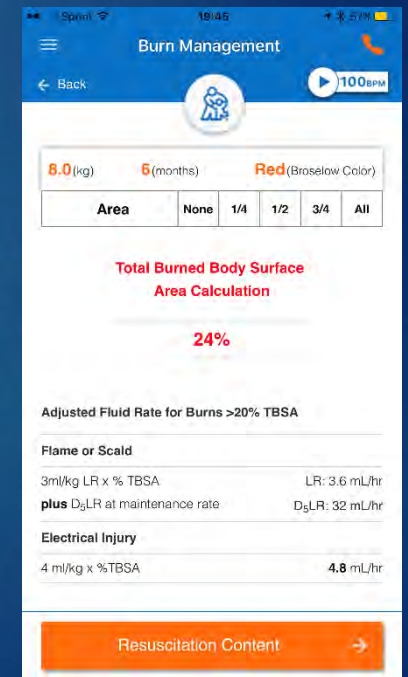 Sprint 19:45 57%
Burn Management
← Back 100 BPM
8.0 (kg) 6 (months) Red (Broselow Color)
Area None 1/4 1/2 3/4 All
Total Burned Body Surface
Area Calculation
24%
Adjusted Fluid Rate for Burns >20% TBSA
Flame or Scald
3ml/kg LR x % TBSA LR: 3.6 mL/hr
plus D₅LR at maintenance rate D₅LR: 32 mL/hr
Electrical Injury
4 ml/kg x %TBSA 4.8 mL/hr
Resuscitation Content →